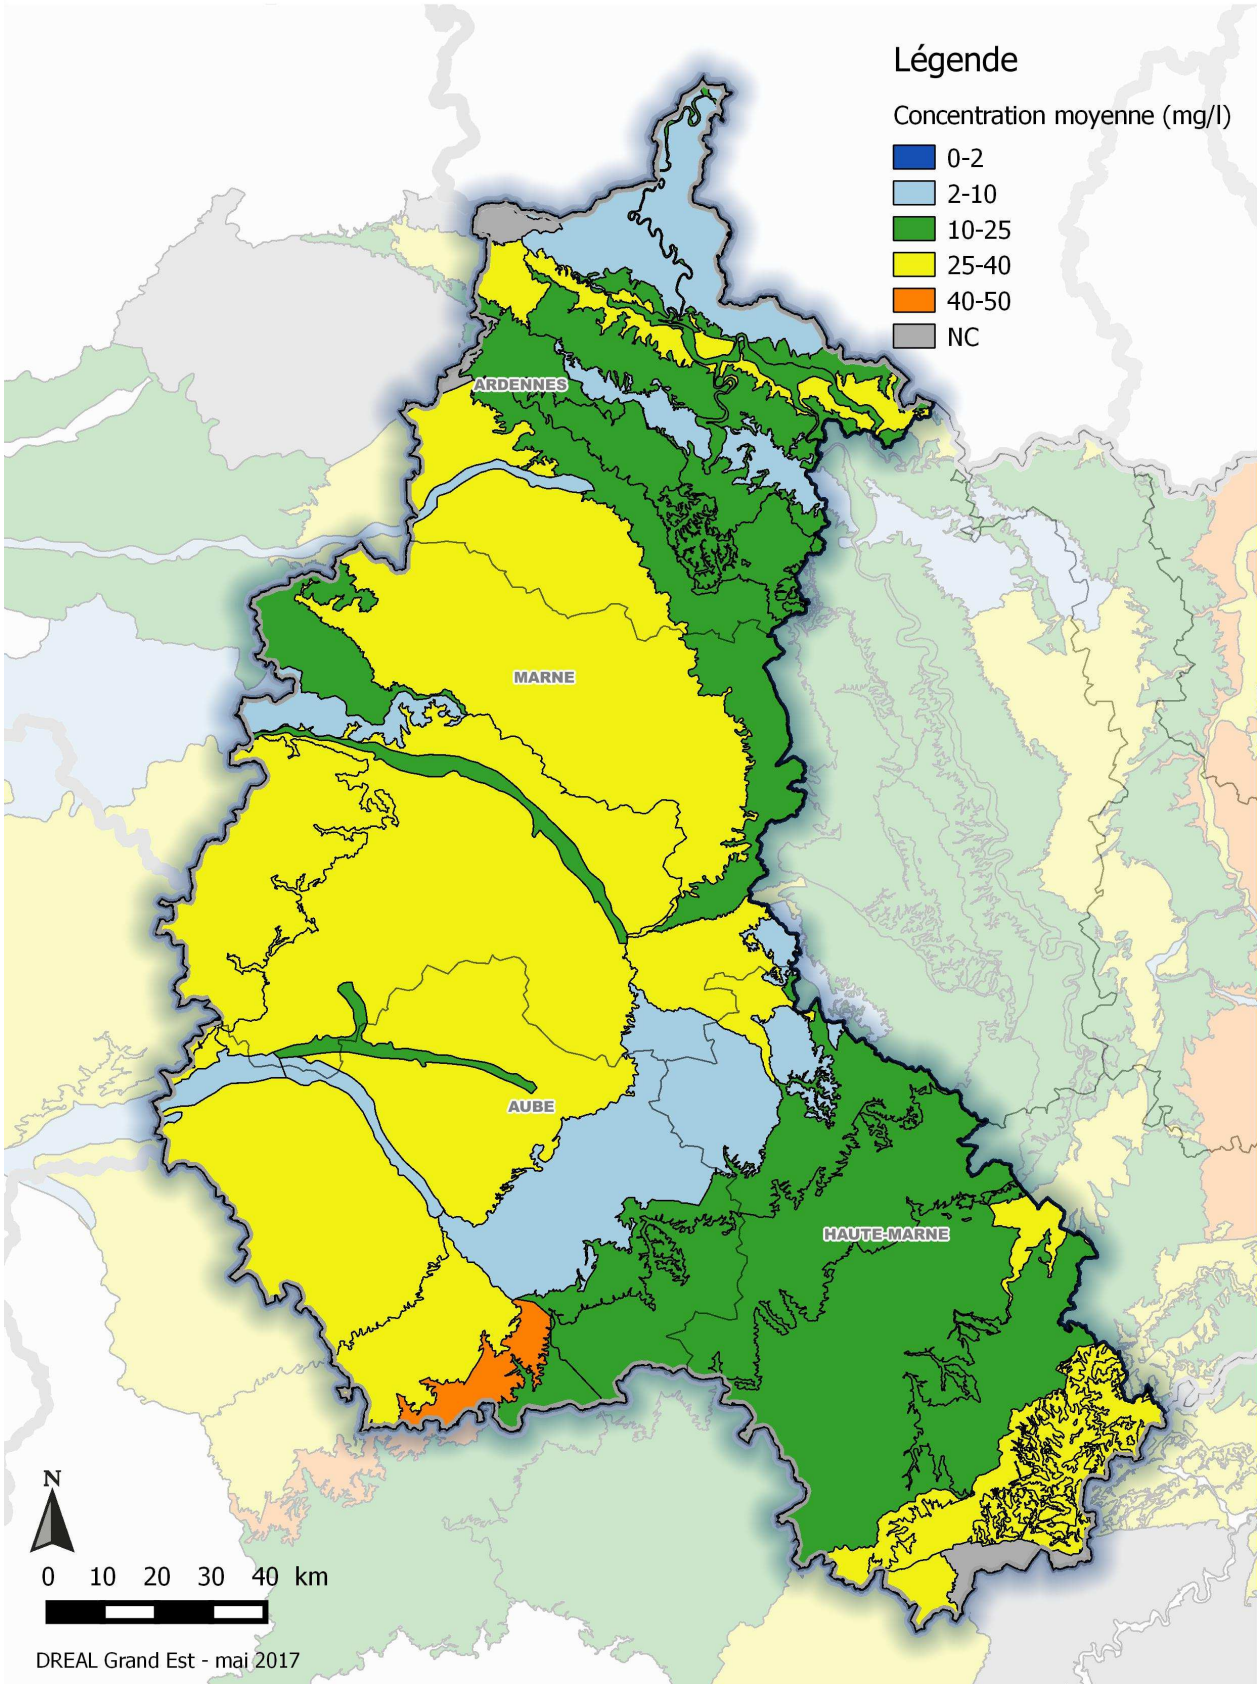 Légende
Concentration moyenne (mg/l)
0-2
2-10
10-25
25-40
40-50
NC
ARDENNES
MARNE
AUBE
HAUTE-MARNE
N
0 10 20 30 40 km
DREAL Grand Est - mai 2017